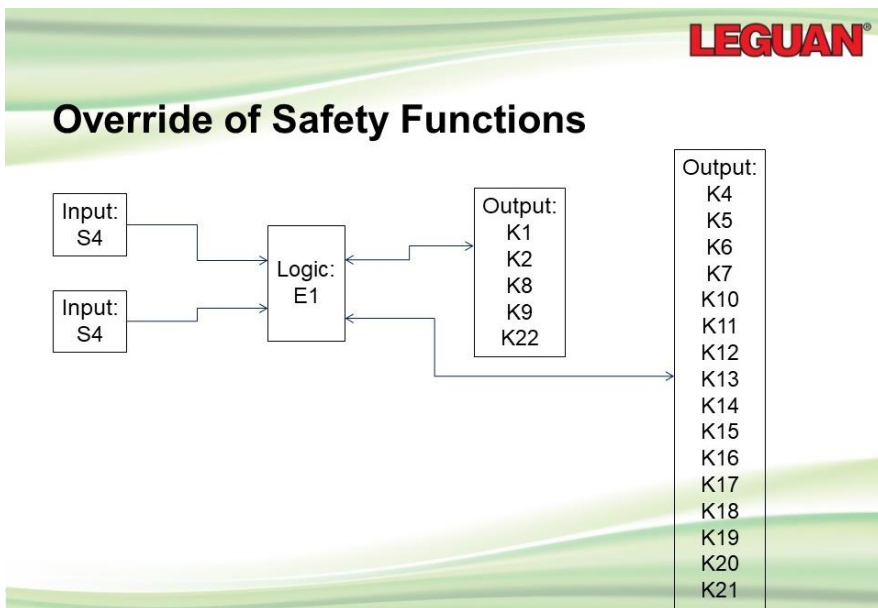 LEGUAN®
Override of Safety Functions
Input:
S4
Input:
S4
Logic:
E1
Output:
K1
K2
K8
K9
K22
Output:
K4
K5
K6
K7
K10
K11
K12
K13
K14
K15
K16
K17
K18
K19
K20
K21